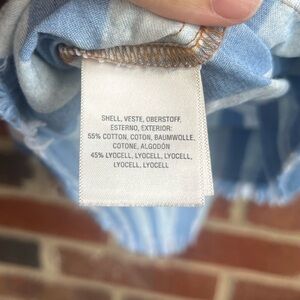 SHELL, VESTE, OBERSTOFF,
ESTERNO, EXTERIOR:
55% COTTON, COTON, BAUMWOLLE,
COTONE, ALGODÓN
45% LYOCELL, LYOCELL, LYOCELL,
LYOCELL, LYOCELL